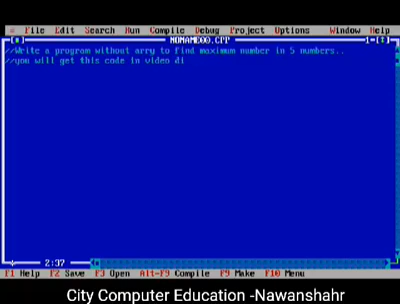 ≡ File Edit Search Run Compile Debug Project Options Window Help
[■] NONAME00.CPP 1=[↕]
//Write a program without arry to find maximum number in 5 numbers..
//you will get this code in video di
2:37
F1 Help F2 Save F3 Open Alt-F9 Compile F9 Make F10 Menu
City Computer Education -Nawanshahr